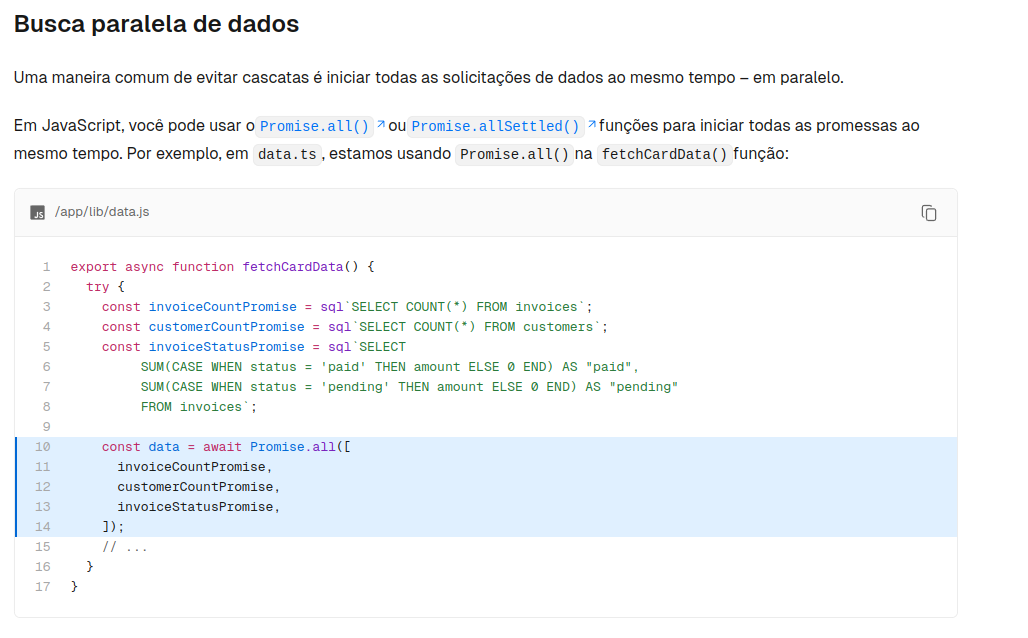 Busca paralela de dados
Uma maneira comum de evitar cascatas é iniciar todas as solicitações de dados ao mesmo tempo – em paralelo.
Em JavaScript, você pode usar o Promise.all() ou Promise.allSettled() funções para iniciar todas as promessas ao
mesmo tempo. Por exemplo, em data.ts, estamos usando Promise.all() na fetchCardData() função:
JS /app/lib/data.js
1 export async function fetchCardData() {
2   try {
3     const invoiceCountPromise = sql`SELECT COUNT(*) FROM invoices`;
4     const customerCountPromise = sql`SELECT COUNT(*) FROM customers`;
5     const invoiceStatusPromise = sql`SELECT
6          SUM(CASE WHEN status = 'paid' THEN amount ELSE 0 END) AS "paid",
7          SUM(CASE WHEN status = 'pending' THEN amount ELSE 0 END) AS "pending"
8          FROM invoices`;
9
10     const data = await Promise.all([
11       invoiceCountPromise,
12       customerCountPromise,
13       invoiceStatusPromise,
14     ]);
15     // ...
16   }
17 }